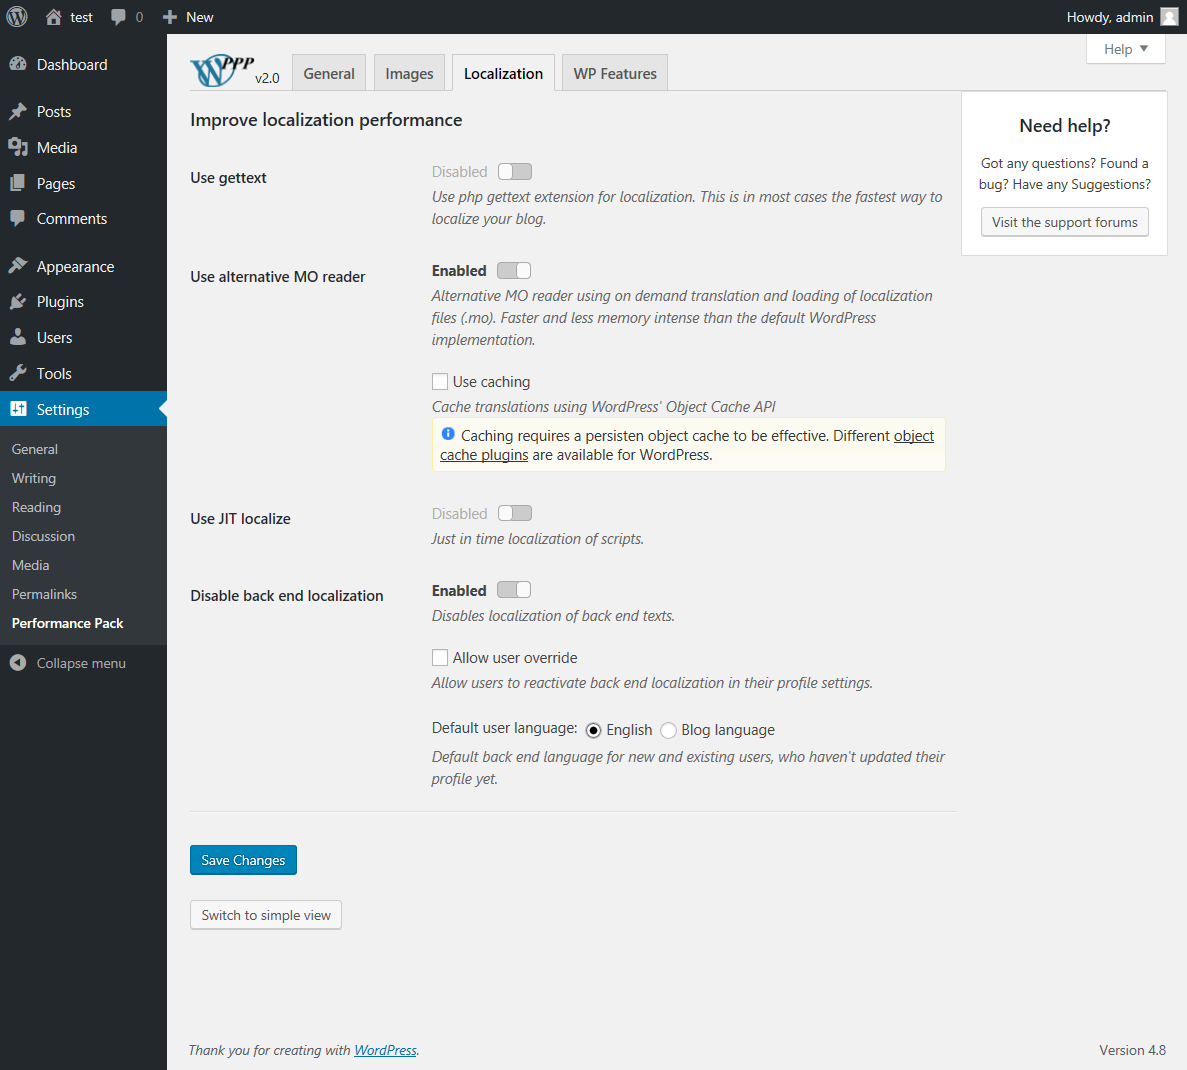 test 0 New Howdy, admin
Help
Dashboard
Posts
Media
Pages
Comments
Appearance
Plugins
Users
Tools
Settings
General
Writing
Reading
Discussion
Media
Permalinks
Performance Pack
Collapse menu
WPPP v2.0 General Images Localization WP Features
Improve localization performance
Use gettext
Disabled
Use php gettext extension for localization. This is in most cases the fastest way to
localize your blog.
Use alternative MO reader
Enabled
Alternative MO reader using on demand translation and loading of localization
files (.mo). Faster and less memory intense than the default WordPress
implementation.
Use caching
Cache translations using WordPress' Object Cache API
Caching requires a persisten object cache to be effective. Different object
cache plugins are available for WordPress.
Use JIT localize
Disabled
Just in time localization of scripts.
Disable back end localization
Enabled
Disables localization of back end texts.
Allow user override
Allow users to reactivate back end localization in their profile settings.
Default user language: English Blog language
Default back end language for new and existing users, who haven't updated their
profile yet.
Save Changes
Switch to simple view
Need help?
Got any questions? Found a
bug? Have any Suggestions?
Visit the support forums
Thank you for creating with WordPress.
Version 4.8